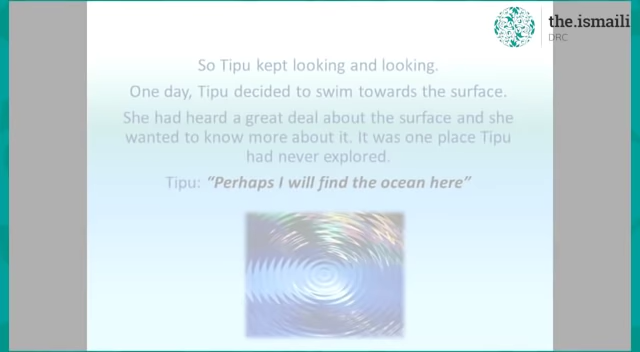 the.ismaili
DRC
So Tipu kept looking and looking.
One day, Tipu decided to swim towards the surface.
She had heard a great deal about the surface and she
wanted to know more about it. It was one place Tipu
had never explored.
Tipu: “Perhaps I will find the ocean here”